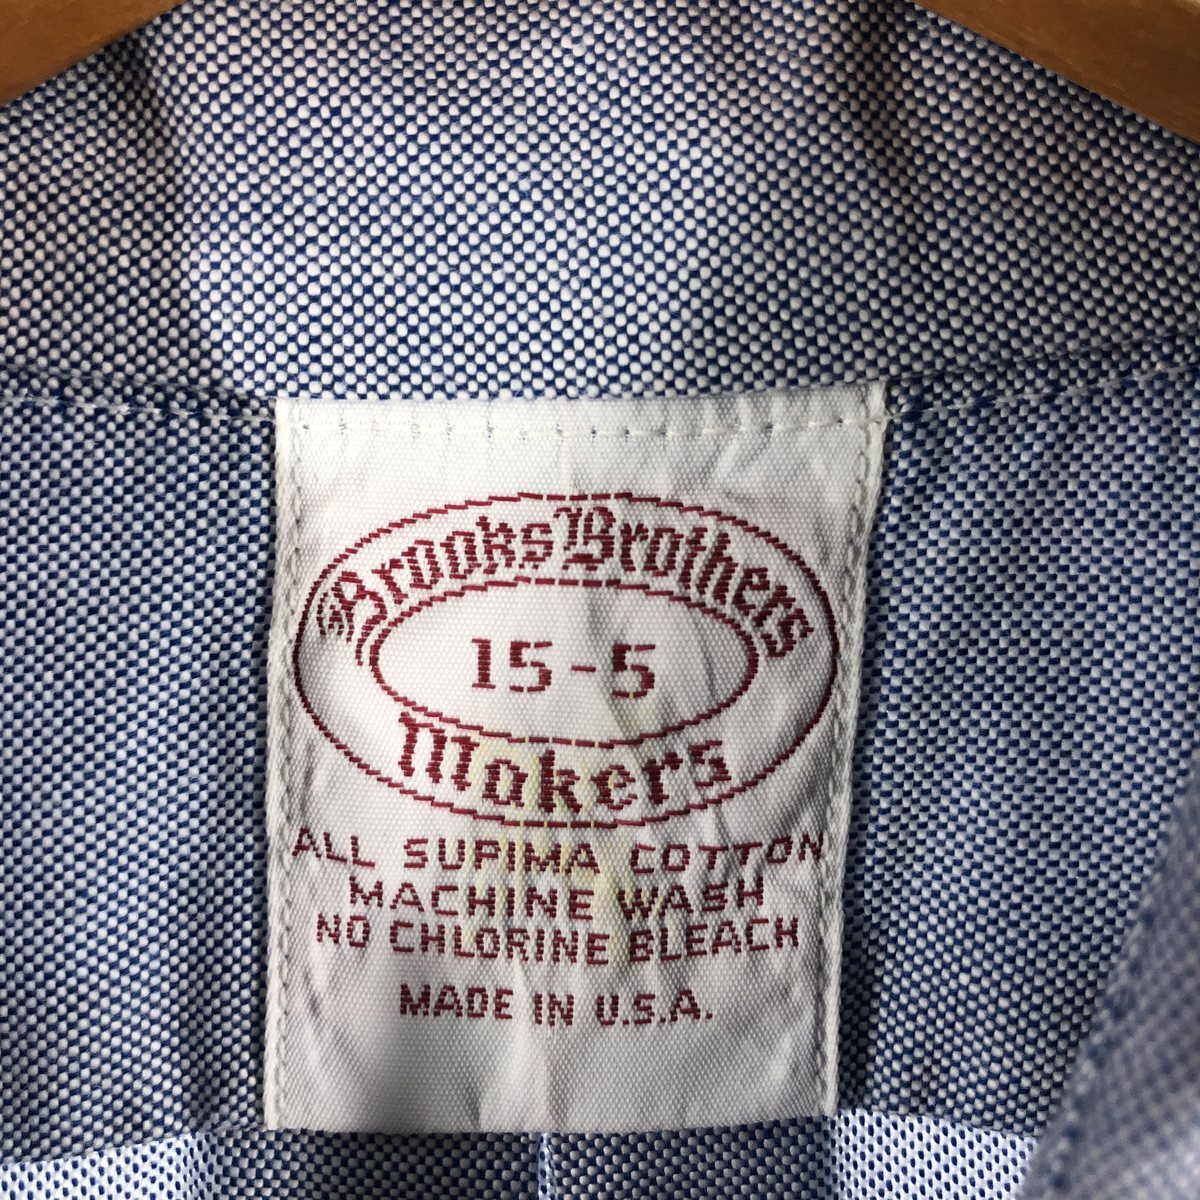 Brooks Brothers
15-5
Makers
ALL SUPIMA COTTON
MACHINE WASH
NO CHLORINE BLEACH
MADE IN U.S.A.